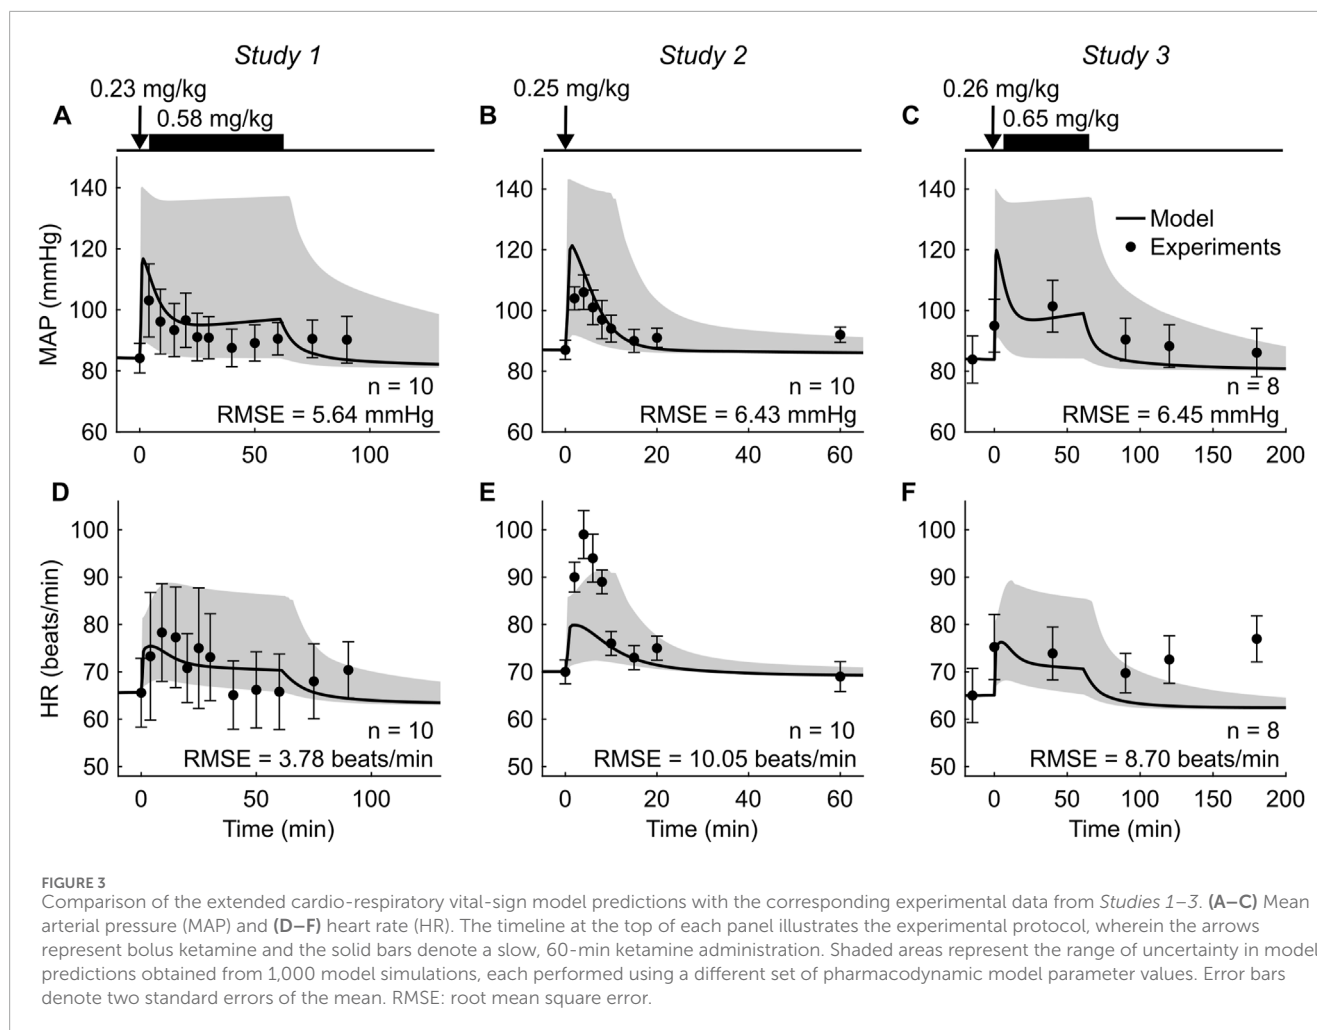 Study 1
Study 2
Study 3
0.23 mg/kg
0.25 mg/kg
0.26 mg/kg
A
0.58 mg/kg
B
C
0.65 mg/kg
MAP (mmHg)
140
120
100
80
60
0
100
n = 10
RMSE = 5.64 mmHg
140
120
100
80
60
0
20
40
60
n = 10
RMSE = 6.43 mmHg
140
120
100
80
60
0
50
100
150
200
Model
Experiments
n = 8
RMSE = 6.45 mmHg
D
HR (beats/min)
100
90
80
70
60
50
0
100
n = 10
RMSE = 3.78 beats/min
Time (min)
E
100
90
80
70
60
50
0
20
40
60
n = 10
RMSE = 10.05 beats/min
Time (min)
F
100
90
80
70
60
50
0
50
100
150
200
n = 8
RMSE = 8.70 beats/min
Time (min)
FIGURE 3
Comparison of the extended cardio-respiratory vital-sign model predictions with the corresponding experimental data from Studies 1–3. (A–C) Mean
arterial pressure (MAP) and (D–F) heart rate (HR). The timeline at the top of each panel illustrates the experimental protocol, wherein the arrows
represent bolus ketamine and the solid bars denote a slow, 60-min ketamine administration. Shaded areas represent the range of uncertainty in model
predictions obtained from 1,000 model simulations, each performed using a different set of pharmacodynamic model parameter values. Error bars
denote two standard errors of the mean. RMSE: root mean square error.